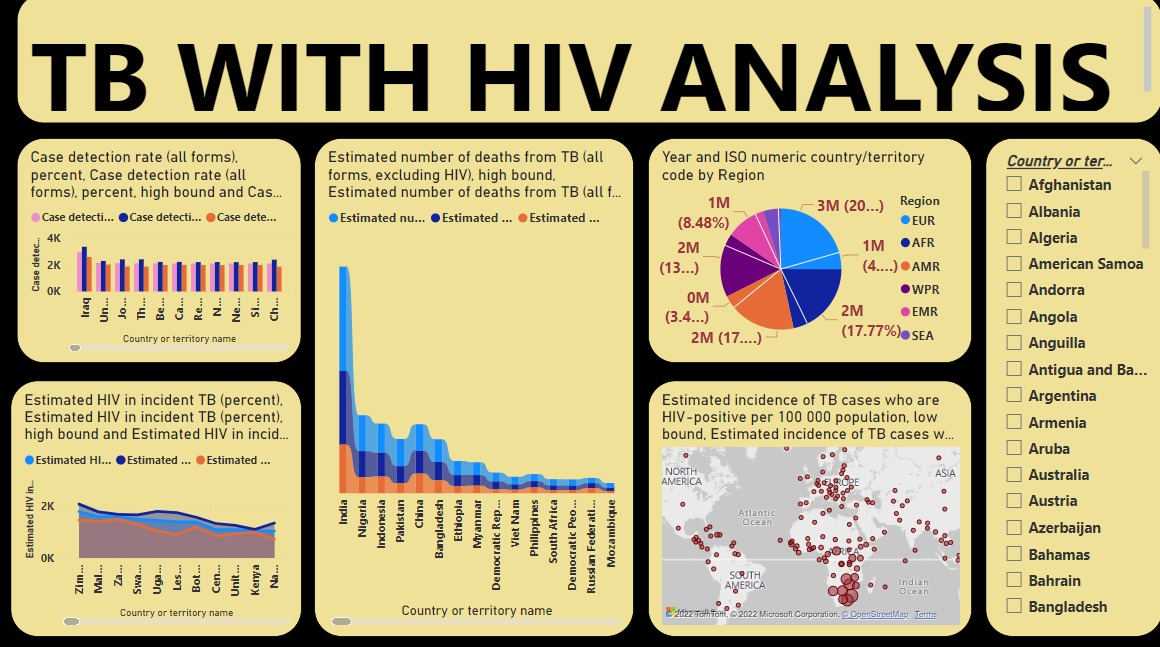 TB WITH HIV ANALYSIS
Case detection rate (all forms),
percent, Case detection rate (all
forms), percent, high bound and Cas...
Case detecti... Case detecti... Case dete...
Case detec...
4K
2K
0K
Iraq
Un...
Jo...
Th...
Be...
Ca...
Re...
N...
Ne...
Si...
Ch...
Country or territory name
Estimated HIV in incident TB (percent),
Estimated HIV in incident TB (percent),
high bound and Estimated HIV in incid...
Estimated HI... Estimated ... Estimated ...
Estimated HIV in...
2K
0K
Zim...
Mal...
Za...
Swa...
Uga...
Les...
Bot...
Cen...
Unit...
Kenya
Na...
Country or territory name
Estimated number of deaths from TB (all
forms, excluding HIV), high bound,
Estimated number of deaths from TB (all f...
Estimated nu... Estimated ... Estimated ...
India
Nigeria
Indonesia
Pakistan
China
Bangladesh
Ethiopia
Myanmar
Democratic Rep...
Viet Nam
Philippines
South Africa
Democratic Peo...
Russian Federati...
Mozambique
Country or territory name
Year and ISO numeric country/territory
code by Region
3M (20...)
1M
(4....)
2M
(17.77%)
2M (17....)
0M
(3.4...)
2M
(13...)
1M
(8.48%)
Region
EUR
AFR
AMR
WPR
EMR
SEA
Estimated incidence of TB cases who are
HIV-positive per 100 000 population, low
bound, Estimated incidence of TB cases w...
NORTH
AMERICA
EUROPE
ASIA
Atlantic
Ocean
AFRICA
SOUTH
AMERICA
Indian
Ocean
© 2022 TomTom, © 2022 Microsoft Corporation, © OpenStreetMap Terms
Country or ter...
Afghanistan
Albania
Algeria
American Samoa
Andorra
Angola
Anguilla
Antigua and Ba...
Argentina
Armenia
Aruba
Australia
Austria
Azerbaijan
Bahamas
Bahrain
Bangladesh